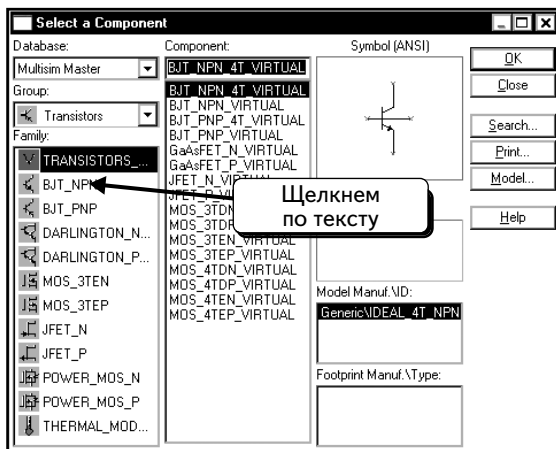 Select a Component
Database:
Multisim Master
Group:
Transistors
Family:
TRANSISTORS_...
BJT_NPN
BJT_PNP
DARLINGTON_N...
DARLINGTON_P...
MOS_3TEN
MOS_3TEP
JFET_N
JFET_P
POWER_MOS_N
POWER_MOS_P
THERMAL_MOD...
Component:
BJT_NPN_4T_VIRTUAL
BJT_NPN_4T_VIRTUAL
BJT_NPN_VIRTUAL
BJT_PNP_4T_VIRTUAL
BJT_PNP_VIRTUAL
GaAsFET_N_VIRTUAL
GaAsFET_P_VIRTUAL
JFET_N_VIRTUAL
MOS_3TEN_VIRTUAL
MOS_3TEP_VIRTUAL
MOS_4TDN_VIRTUAL
MOS_4TDP_VIRTUAL
MOS_4TEN_VIRTUAL
MOS_4TEP_VIRTUAL
Щелкнем
по тексту
Symbol (ANSI)
Model Manuf.\ID:
Generic\IDEAL_4T_NPN
Footprint Manuf.\Type:
OK
Close
Search...
Print...
Model...
Help